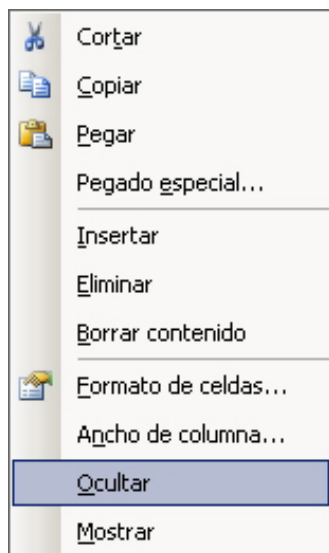 Cortar
Copiar
Pegar
Pegado especial...
Insertar
Eliminar
Borrar contenido
Formato de celdas...
Ancho de columna...
Ocultar
Mostrar